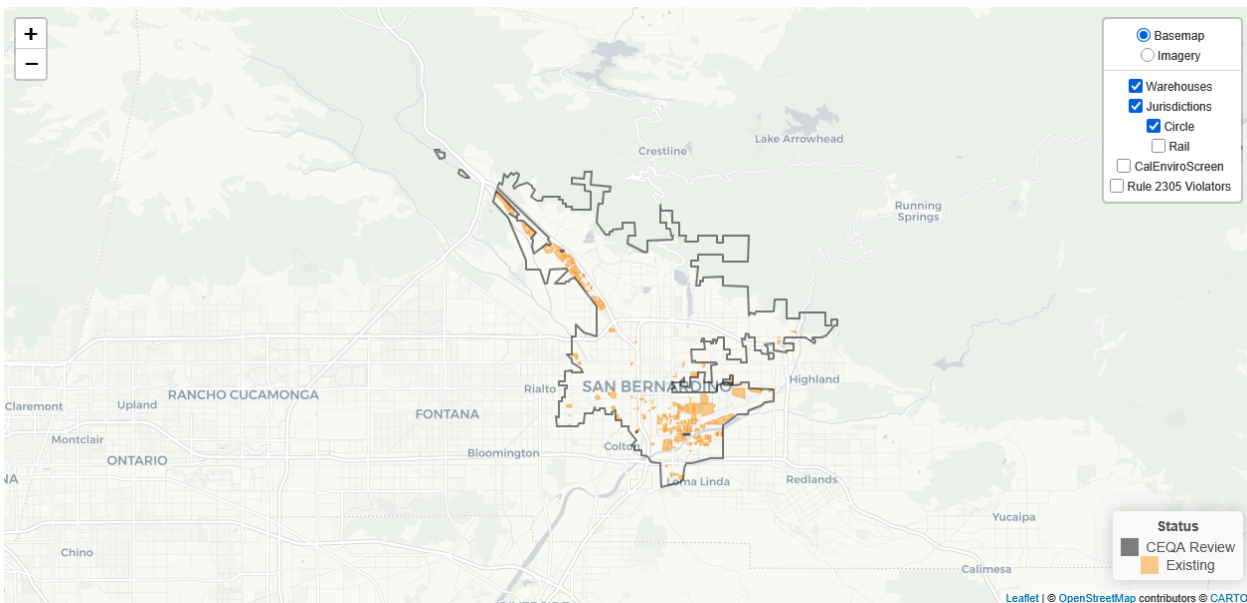 +
−
Basemap
Imagery
Warehouses
Jurisdictions
Circle
Rail
CalEnviroScreen
Rule 2305 Violators
Lake Arrowhead
Crestline
Running
Springs
SAN BERNARDINO
Highland
Rialto
RANCHO CUCAMONGA
Claremont
Upland
FONTANA
Montclair
ONTARIO
Bloomington
Colton
Loma Linda
Redlands
NA
Yucaipa
Chino
Calimesa
RIVERSIDE
Status
CEQA Review
Existing
Leaflet | © OpenStreetMap contributors © CARTO